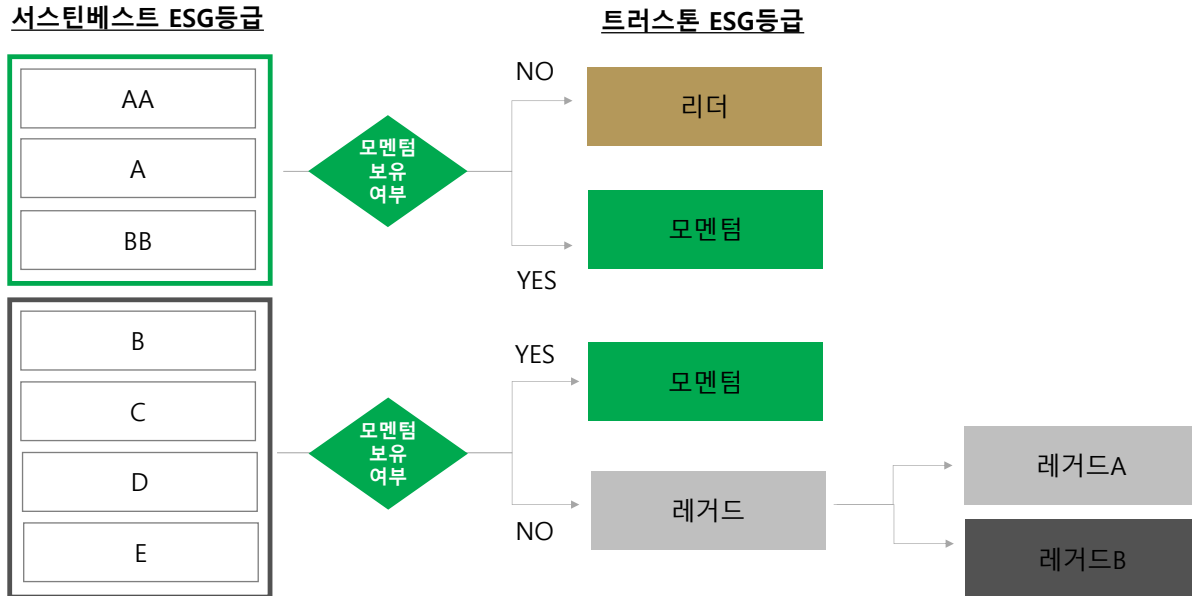 서스틴베스트 ESG등급
트러스톤 ESG등급
AA
A
BB
모멘텀
보유
여부
NO
리더
모멘텀
YES
B
C
D
E
모멘텀
보유
여부
YES
모멘텀
레거드
NO
레거드A
레거드B